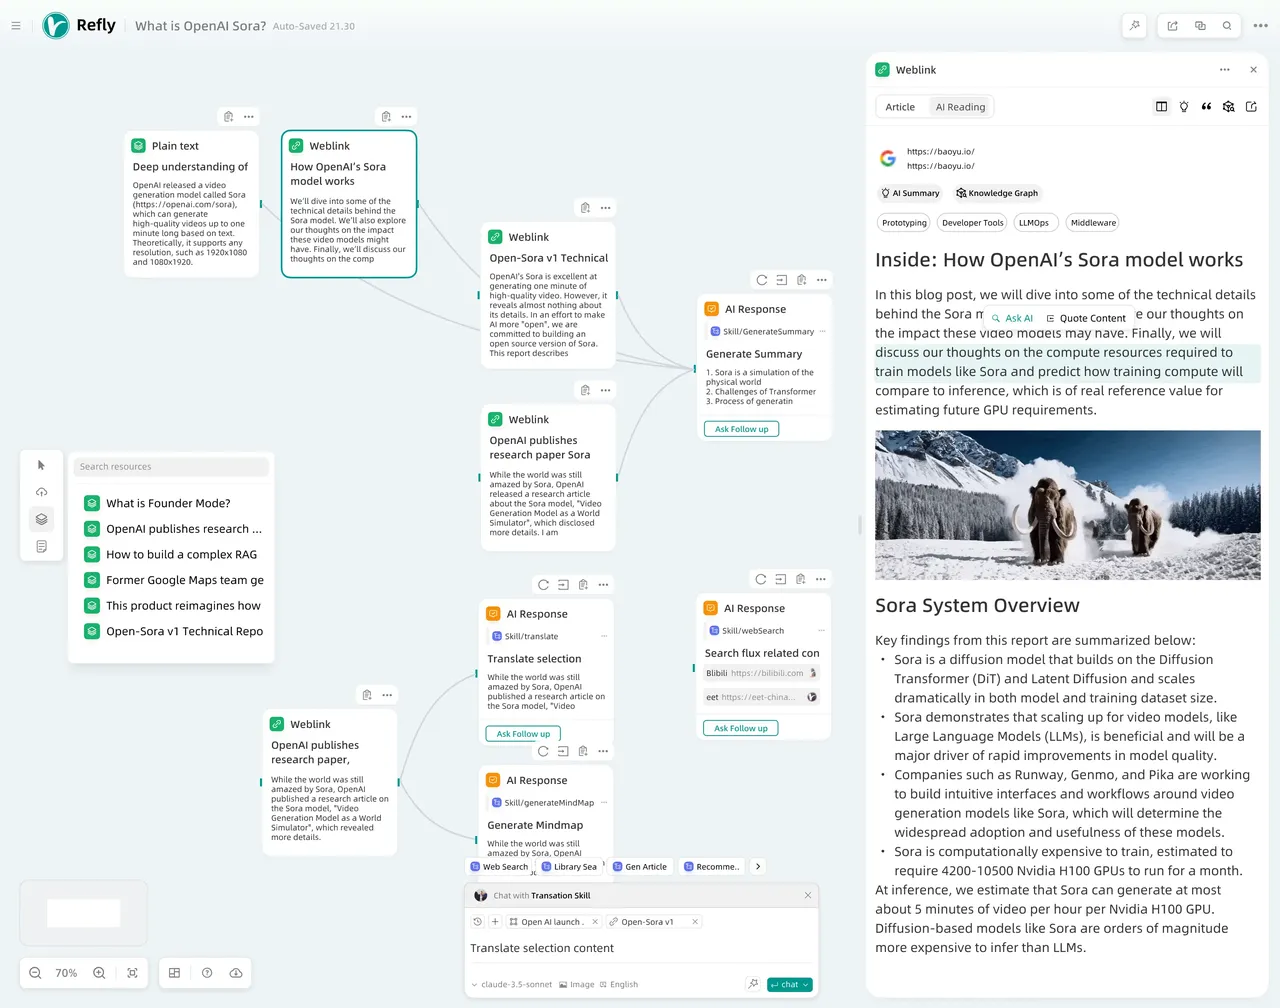 Refly
What is OpenAI Sora?
Auto-Saved 21.30
Plain text
Deep understanding of
OpenAI released a video
generation model called Sora
(https://openai.com/sora),
which can generate
high-quality videos up to one
minute long based on text.
Theoretically, it supports any
resolution, such as 1920x1080
and 1080x1920.
Weblink
How OpenAI's Sora
model works
We'll dive into some of the
technical details behind the
Sora model. We'll also explore
our thoughts on the impact
these video models might
have. Finally, we'll discuss our
thoughts on the comp
Weblink
Open-Sora v1 Technical
OpenAI's Sora is excellent at
generating one minute of
high-quality video. However, it
reveals almost nothing about
its details. In an effort to make
AI more "open", we are
committed to building an
open source version of Sora.
This report describes
Weblink
OpenAI publishes
research paper Sora
While the world was still
amazed by Sora, OpenAI
released a research article
about the Sora model, "Video
Generation Model as a World
Simulator", which disclosed
more details. I am
AI Response
Skill/GenerateSummary
Generate Summary
1. Sora is a simulation of the
physical world
2. Challenges of Transformer
3. Process of generatin
Ask Follow up
Search resources
What is Founder Mode?
OpenAI publishes research ...
How to build a complex RAG
Former Google Maps team ge
This product reimagines how
Open-Sora v1 Technical Repo
Weblink
OpenAI publishes
research paper,
While the world was still
amazed by Sora, OpenAI
published a research article on
the Sora model, "Video
Generation Model as a World
Simulator", which revealed
more details.
AI Response
Skill/translate
Translate selection
While the world was still
amazed by Sora, OpenAI
published a research article on
the Sora model, "Video
Ask Follow up
AI Response
Skill/webSearch
Search flux related con
Blibili https://bilibili.com
eet https://eet-china...
Ask Follow up
AI Response
Skill/generateMindMap
Generate Mindmap
While the world was still
amazed by Sora, OpenAI
Web Search
Library Sea
Gen Article
Recomme..
Chat with Transation Skill
Open AI launch .
Open-Sora v1
Translate selection content
claude-3.5-sonnet
Image
English
chat
70%
Weblink
Article
AI Reading
https://baoyu.io/
https://baoyu.io/
AI Summary
Knowledge Graph
Prototyping
Developer Tools
LLMOps
Middleware
Inside: How OpenAI's Sora model works
In this blog post, we will dive into some of the technical details
behind the Sora m
e our thoughts on
Ask AI
Quote Content
the impact these video models may have. Finally, we will
discuss our thoughts on the compute resources required to
train models like Sora and predict how training compute will
compare to inference, which is of real reference value for
estimating future GPU requirements.
Sora System Overview
Key findings from this report are summarized below:
• Sora is a diffusion model that builds on the Diffusion
Transformer (DiT) and Latent Diffusion and scales
dramatically in both model and training dataset size.
• Sora demonstrates that scaling up for video models, like
Large Language Models (LLMs), is beneficial and will be a
major driver of rapid improvements in model quality.
• Companies such as Runway, Genmo, and Pika are working
to build intuitive interfaces and workflows around video
generation models like Sora, which will determine the
widespread adoption and usefulness of these models.
• Sora is computationally expensive to train, estimated to
require 4200-10500 Nvidia H100 GPUs to run for a month.
At inference, we estimate that Sora can generate at most
about 5 minutes of video per hour per Nvidia H100 GPU.
Diffusion-based models like Sora are orders of magnitude
more expensive to infer than LLMs.